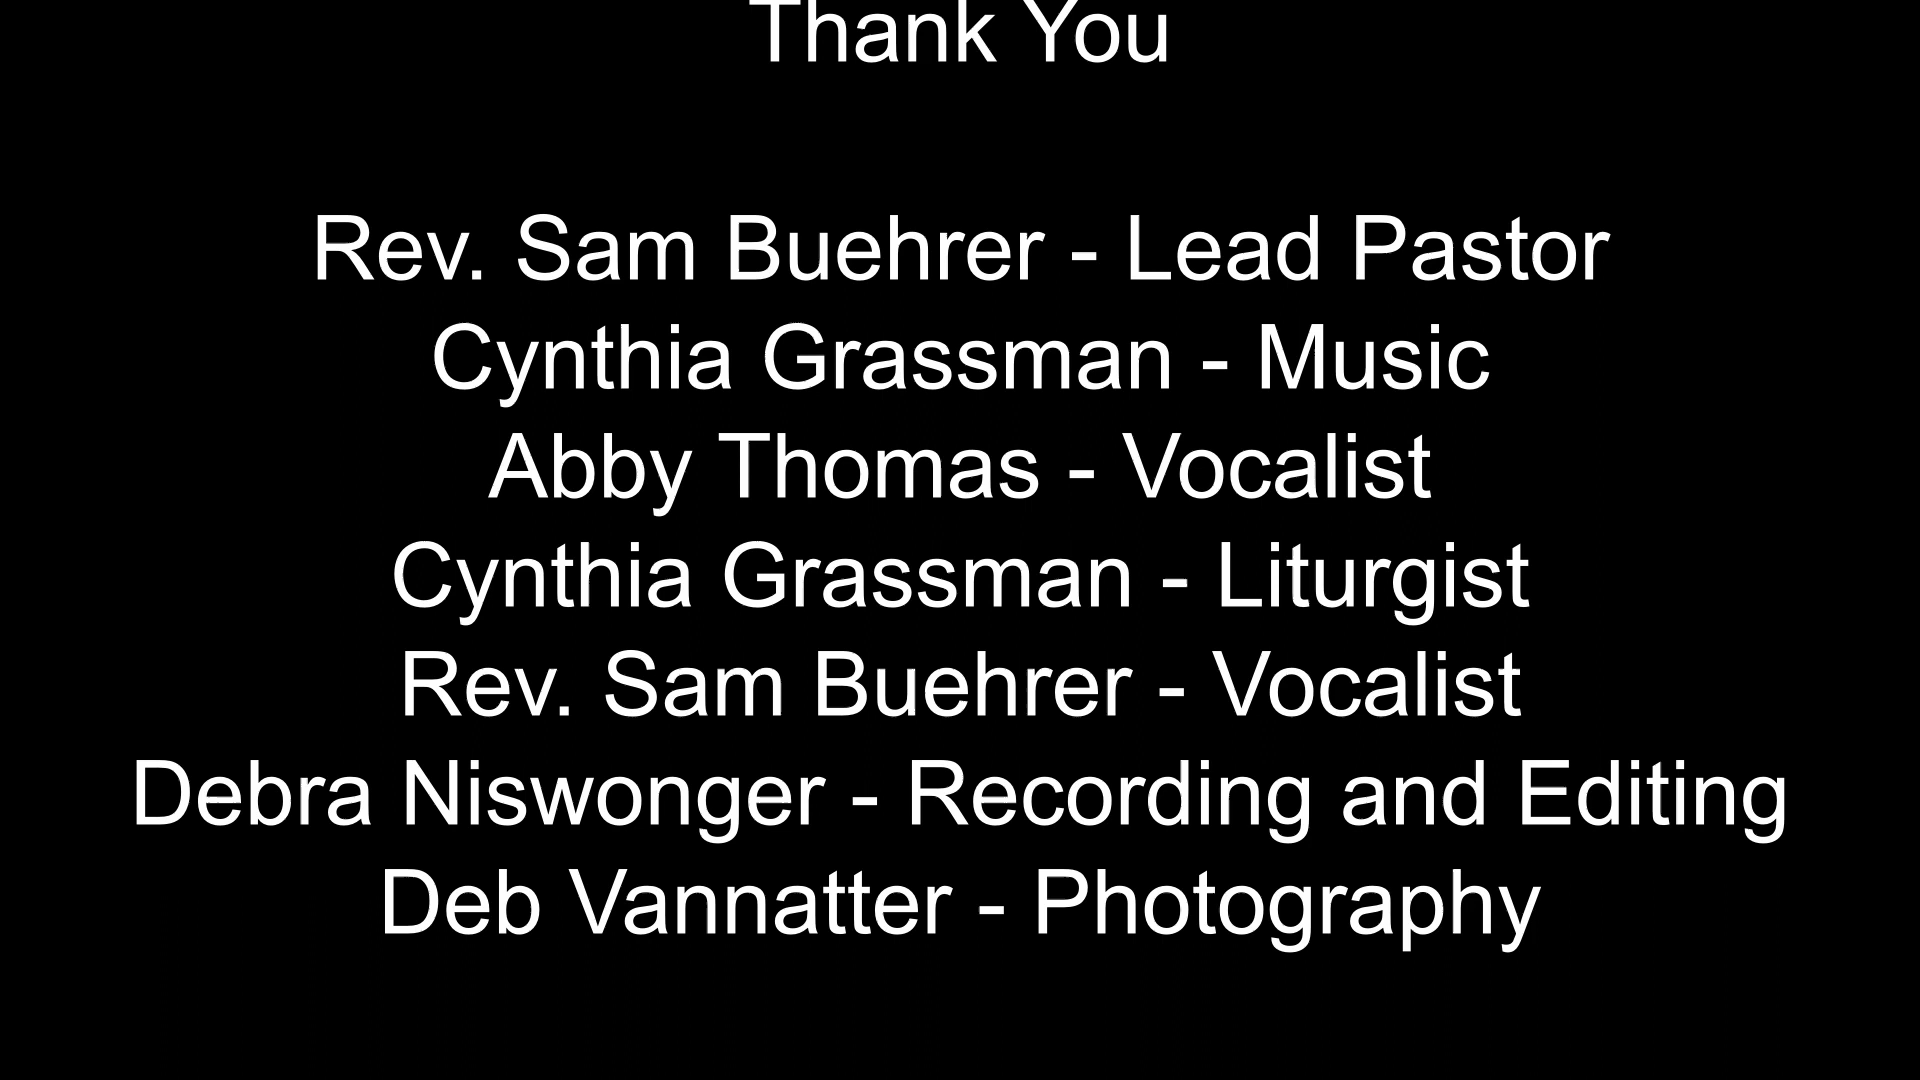 Thank You
Rev. Sam Buehrer - Lead Pastor
Cynthia Grassman - Music
Abby Thomas - Vocalist
Cynthia Grassman - Liturgist
Rev. Sam Buehrer - Vocalist
Debra Niswonger - Recording and Editing
Deb Vannatter - Photography